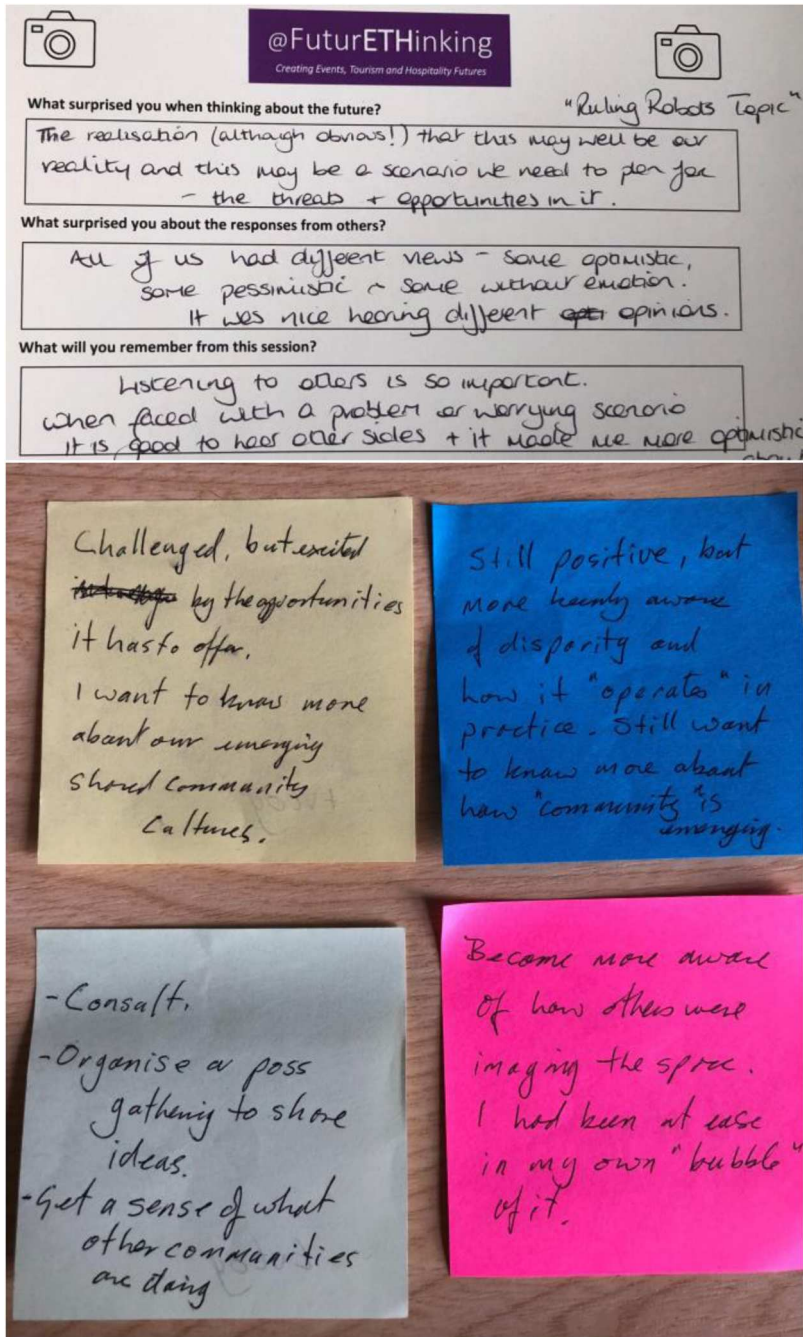 @FuturETHinking
Creating Events, Tourism and Hospitality Futures
"Ruling Robots Topic"
What surprised you when thinking about the future?
The realisation (although obvious!) that this may well be our
reality and this may be a scenario we need to plan for
- the threats + opportunities in it.
What surprised you about the responses from others?
All of us had different views - some optimistic,
some pessimistic ~ some without emotion.
It was nice hearing different opinions.
What will you remember from this session?
Listening to others is so important.
When faced with a problem or worrying scenario
it is good to hear other sides + it made me more optimistic
Challenged, but excited
by the opportunities
it has to offer.
I want to know more
about our emerging
shared community
cultures.
Still positive, but
more keenly aware
of disparity and
how it "operates" in
practice. Still want
to know more about
how "community" is
emerging.
- Consult.
- Organise a poss
gathering to share
ideas.
- Get a sense of what
other communities
are doing
Become more aware
of how others were
imaging the space.
I had been at ease
in my own "bubble"
of it.